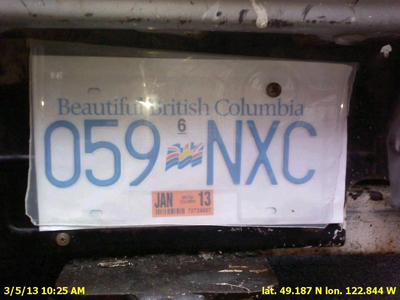 Beautiful British Columbia
6
059 NXC
JAN 13
3/5/13 10:25 AM
lat. 49.187 N lon. 122.844 W